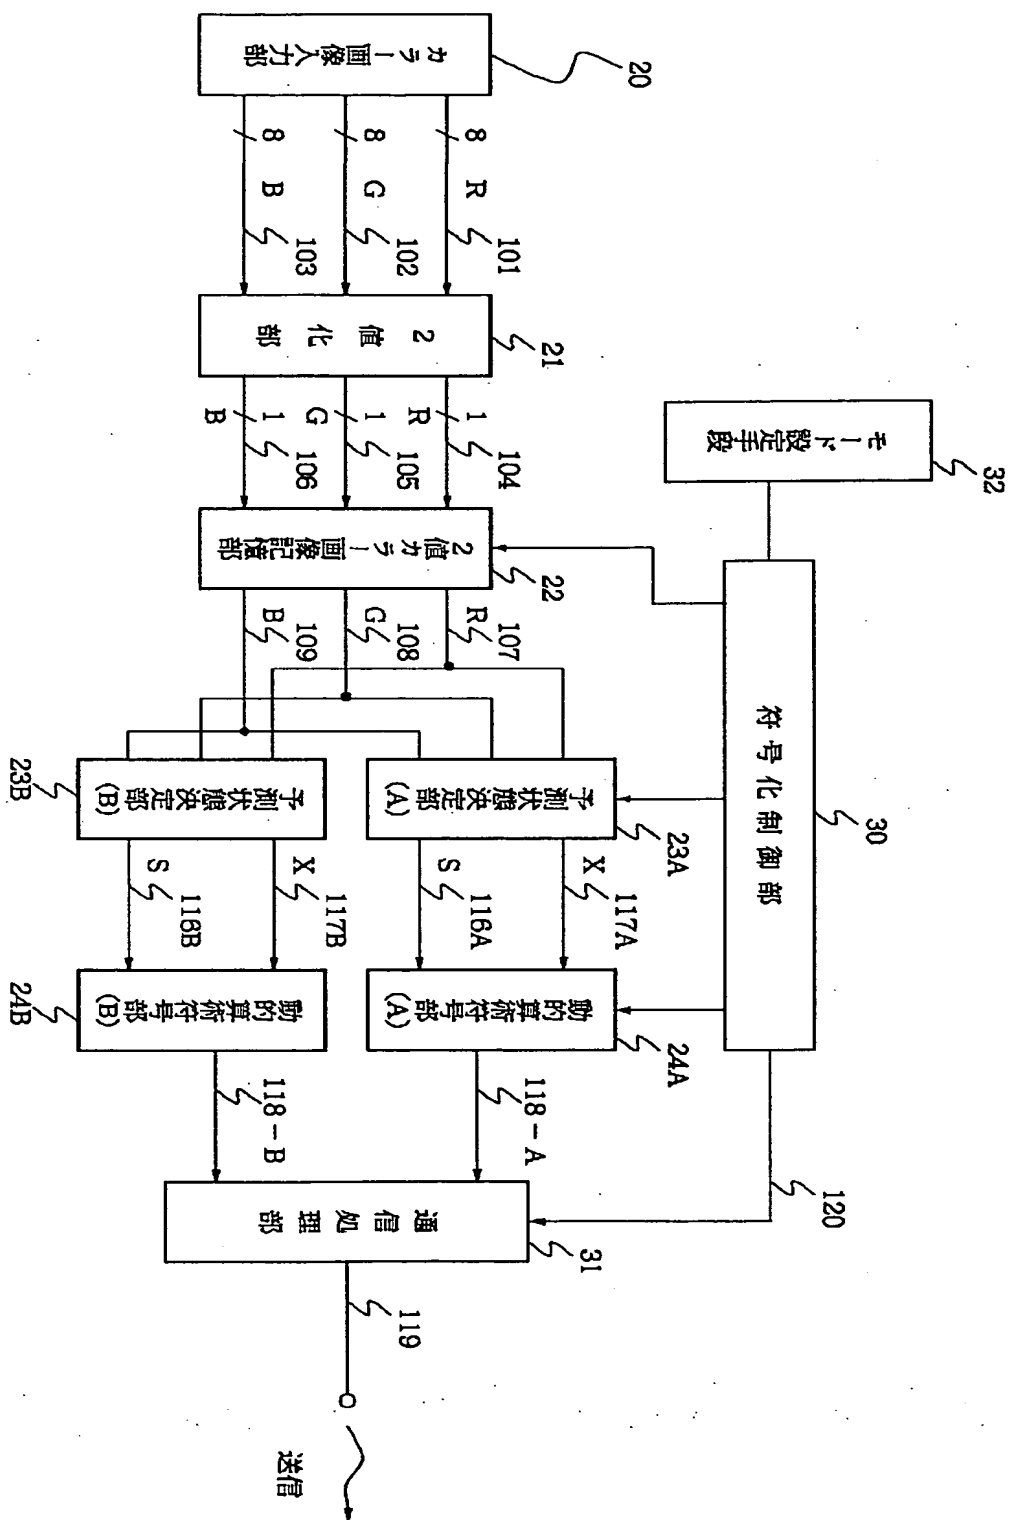 モード設定手段
32
符号化制御部
30
120
カラー画像入力部
20
8
R
101
8
G
102
8
B
103
2値化部
21
1
R
104
1
G
105
1
B
106
2値カラー画像記憶部
22
R
107
G
108
B
109
予測状態決定部
(A)
23A
X
117A
S
116A
動的算術符号部
(A)
24A
118-A
予測状態決定部
(B)
23B
X
117B
S
116B
動的算術符号部
(B)
24B
118-B
通信処理部
31
119
送信